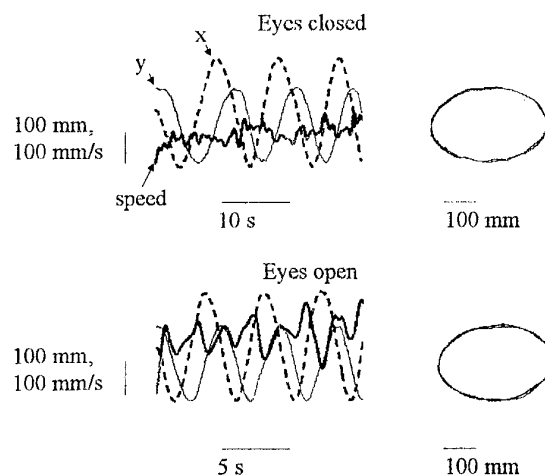 Eyes closed
x
y
100 mm,
100 mm/s
speed
10 s
100 mm
Eyes open
100 mm,
100 mm/s
5 s
100 mm